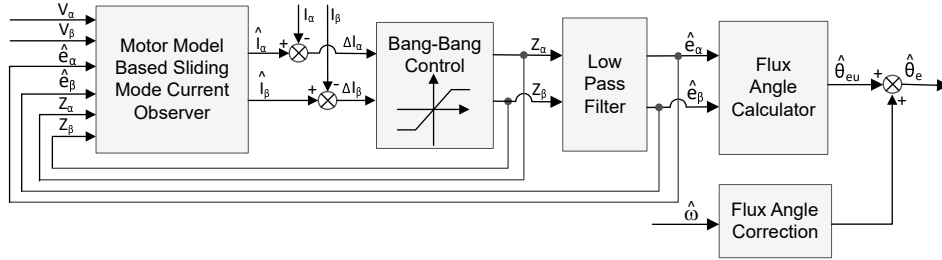 Vα
Vβ
êα
êβ
Zα
Zβ
Motor Model
Based Sliding
Mode Current
Observer
Îα
Îβ
Iα
Iβ
+
-
+
-
ΔIα
ΔIβ
Bang-Bang
Control
Zα
Zβ
Low
Pass
Filter
êα
êβ
Flux
Angle
Calculator
θ̂eu
+
+
θ̂e
ω̂
Flux Angle
Correction